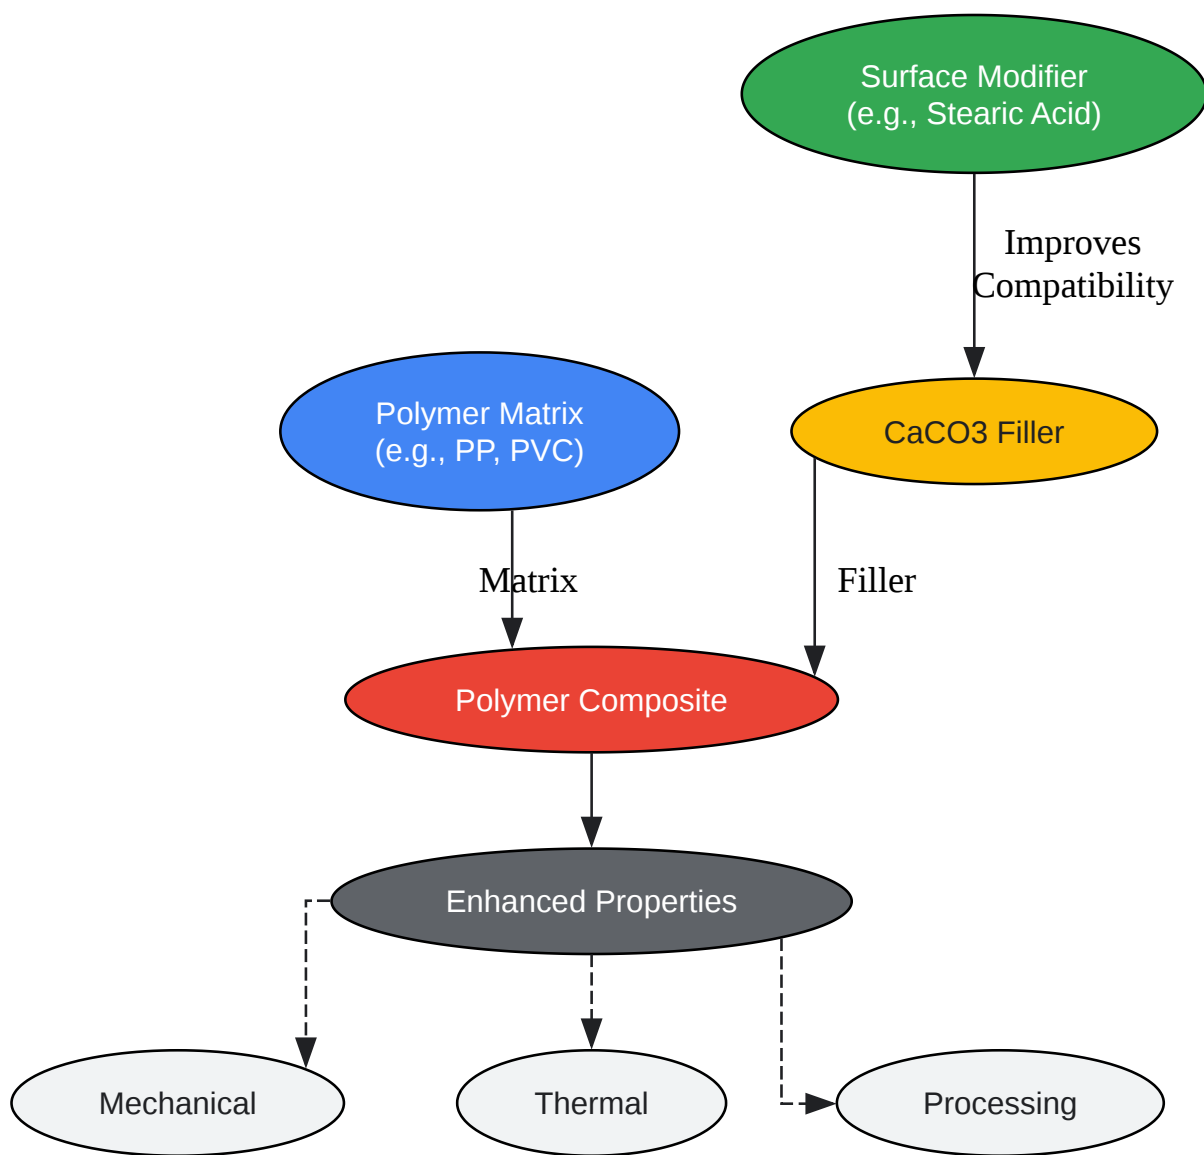 Surface Modifier
(e.g., Stearic Acid)
Improves
Compatibility
Polymer Matrix
(e.g., PP, PVC)
CaCO3 Filler
Matrix
Filler
Polymer Composite
Enhanced Properties
Mechanical
Thermal
Processing